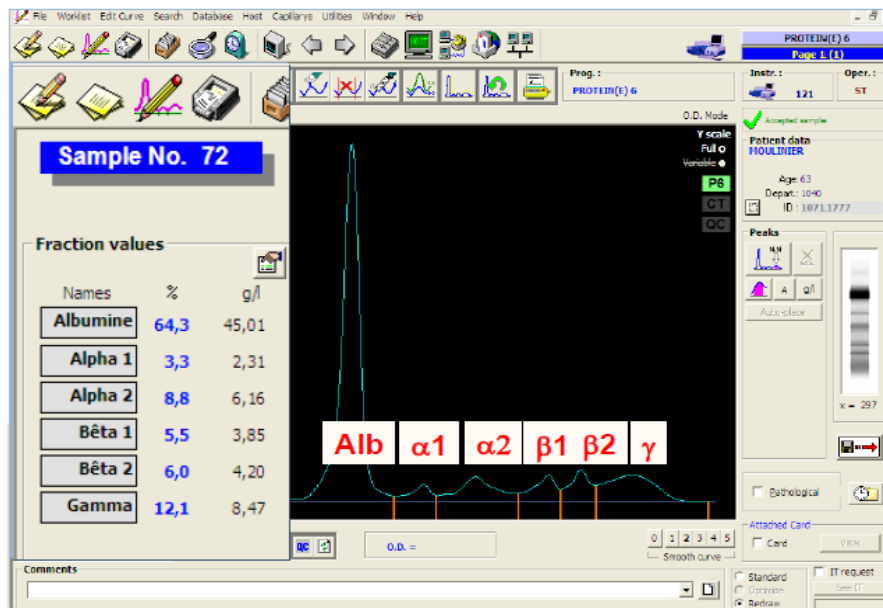 File Worklist Edit Curve Search Database Host Capillarys Utilities Window Help
PROTEIN(E) 6
Page 1 (1)
Prog.:
PROTEIN(E) 6
Instr.:
121
Oper.:
ST
O.D. Mode
Accepted sample
Y scale
Full
Variable
P6
CT
QC
Patient data
MOULINIER
Age: 63
Depart.: 1040
ID : 10711777
Sample No. 72
Fraction values
Names % g/l
Albumine 64,3 45,01
Alpha 1 3,3 2,31
Alpha 2 8,8 6,16
Bêta 1 5,5 3,85
Bêta 2 6,0 4,20
Gamma 12,1 8,47
Alb α1 α2 β1 β2 γ
Peaks
A g/l
Auto-place
x = 297
Pathological
Attached Card
Card
QC
O.D. =
0 1 2 3 4 5
Smooth curve
Comments
Standard
Optimize
Redraw
IT request
See IT